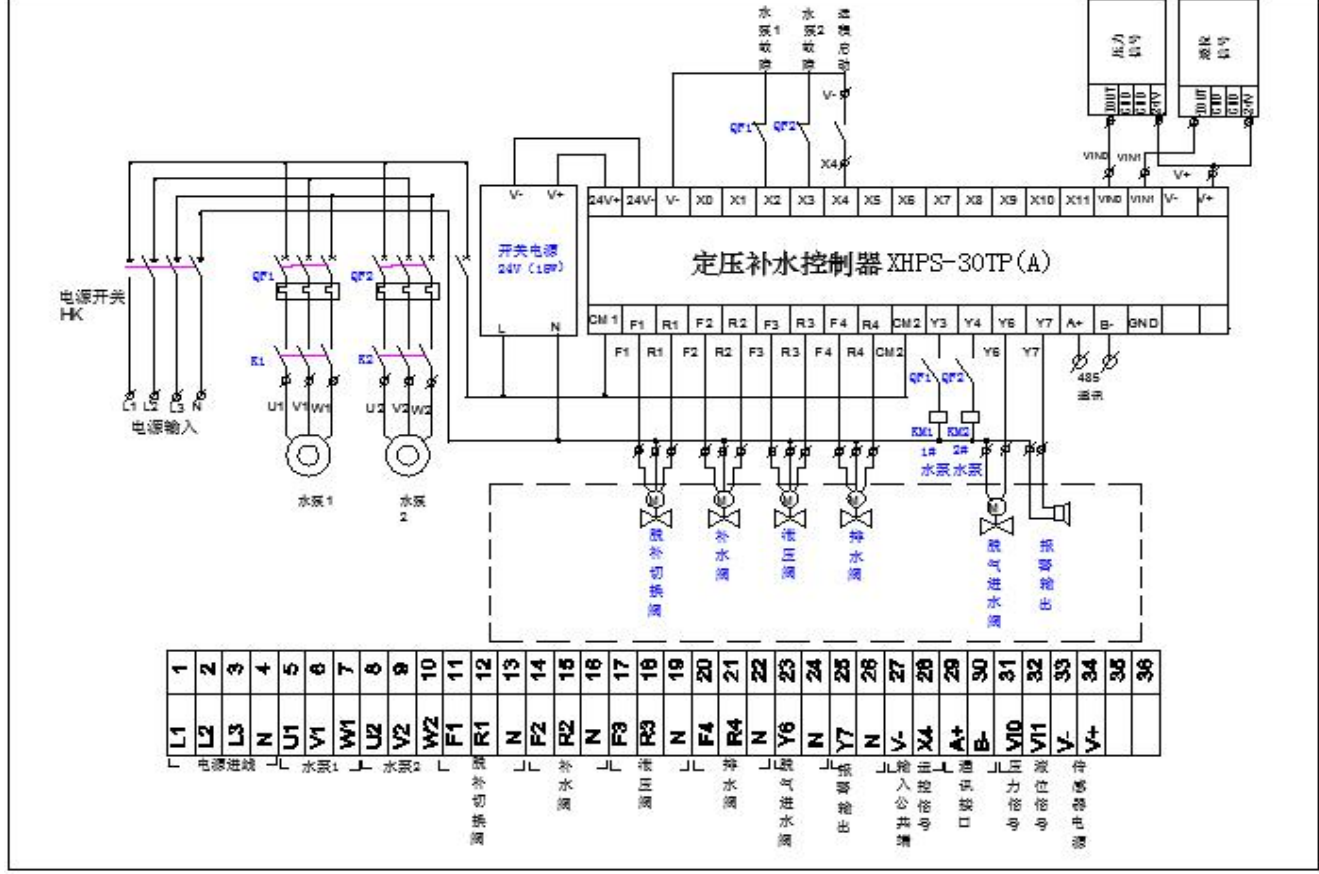 水泵1故障
水泵2故障
远程启动
压力信号
液位信号
IOUT GND GND 24V
IOUT GND GND 24V
V-
QF1 QF2
X4
VIN0 VIN1
V+
V- V+
24V+ 24V- V- X0 X1 X2 X3 X4 X5 X6 X7 X8 X9 X10 X11 VIN0 VIN1 V- V+
开关电源
24V (18W)
定压补水控制器XHPS-30TP(A)
QF1 QF2
电源开关
HK
L N
CM1 F1 R1 F2 R2 F3 R3 F4 R4 CM2 Y3 Y4 Y6 Y7 A+ B- GND
F1 R1 F2 R2 F3 R3 F4 R4 CM2 Y6 Y7
K1 K2
QF1 QF2
485
通讯
L1 L2 L3 N
U1 V1 W1 U2 V2 W2
电源输入
KM1 KM2
1# 2#
水泵 水泵
水泵1
水泵
2
M M M M M
脱补切换阀
补水阀
泄压阀
排水阀
脱气进水阀
报警输出
1 2 3 4 5 6 7 8 9 10 11 12 13 14 15 16 17 18 19 20 21 22 23 24 25 26 27 28 29 30 31 32 33 34 35 36
L1 L2 L3 N U1 V1 W1 U2 V2 W2 F1 R1 N F2 R2 N F3 R3 N F4 R4 N Y6 N Y7 N V- X4 A+ B- VI0 VI1 V- V+
电源进线
水泵1
水泵2
脱补切换阀
补水阀
泄压阀
排水阀
脱气进水阀
报警输出
输入公共端
遥控信号
通讯接口
压力信号
液位信号
传感器电源